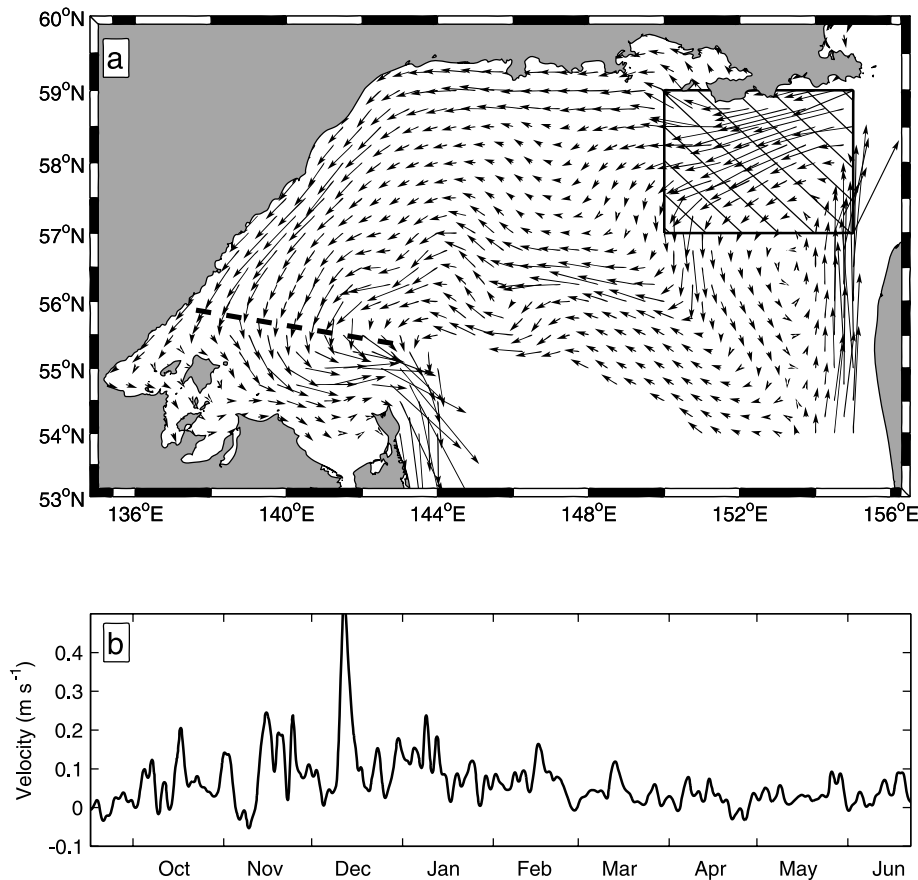 60°N
a
59°N
58°N
57°N
56°N
55°N
54°N
53°N
136°E 140°E 144°E 148°E 152°E 156°E
b
0.4
0.3
0.2
0.1
0
-0.1
Velocity (m s⁻¹)
Oct Nov Dec Jan Feb Mar Apr May Jun